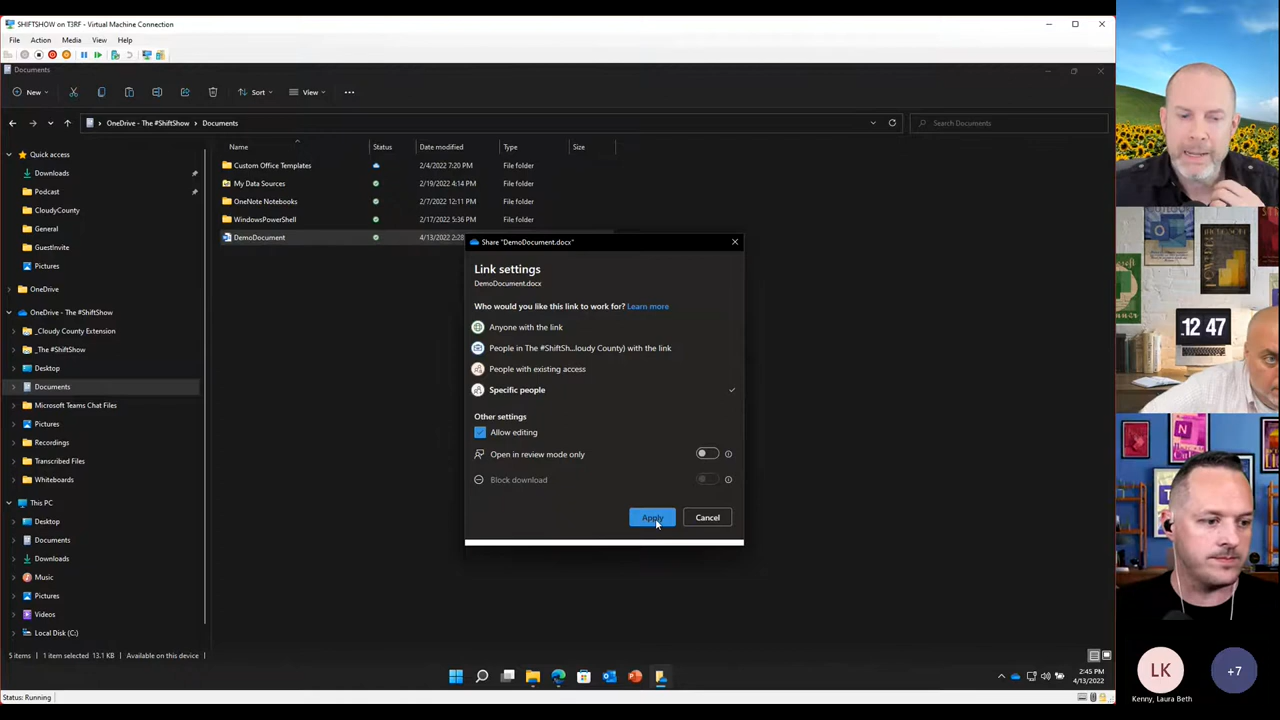 SHIFTSHOW on T3RF - Virtual Machine Connection
File Action Media View Help
Documents
New Sort View
OneDrive - The #ShiftShow Documents
Search Documents
Name Status Date modified Type Size
Quick access
Downloads
Podcast
CloudyCounty
General
GuestInvite
Pictures
OneDrive
OneDrive - The #ShiftShow
_Cloudy County Extension
_The #ShiftShow
Desktop
Documents
Microsoft Teams Chat Files
Pictures
Recordings
Transcribed Files
Whiteboards
This PC
Desktop
Documents
Downloads
Music
Pictures
Videos
Local Disk (C:)
Custom Office Templates 2/4/2022 7:20 PM File folder
My Data Sources 2/19/2022 4:14 PM File folder
OneNote Notebooks 2/7/2022 12:11 PM File folder
WindowsPowerShell 2/17/2022 5:36 PM File folder
DemoDocument 4/13/2022 2:28
Share "DemoDocument.docx"
Link settings
DemoDocument.docx
Who would you like this link to work for? Learn more
Anyone with the link
People in The #ShiftSh...loudy County) with the link
People with existing access
Specific people
Other settings
Allow editing
Open in review mode only
Block download
Apply Cancel
5 items 1 item selected 13.1 KB Available on this device
2:45 PM
4/13/2022
Status: Running
12 47
LK
+7
Kenny, Laura Beth